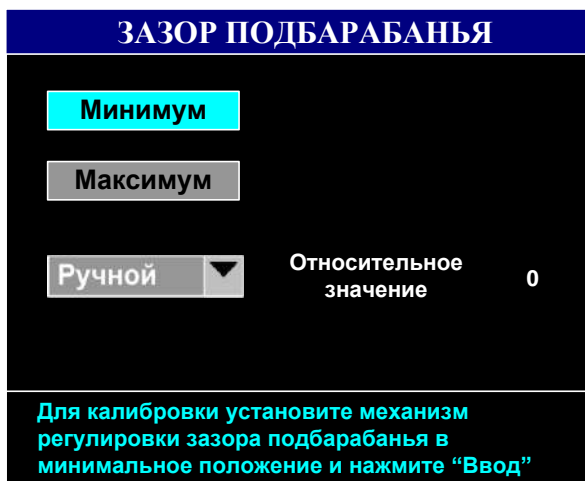 ЗАЗОР ПОДБАРАБАНЬЯ
Минимум
Максимум
Ручной
Относительное
значение
0
Для калибровки установите механизм
регулировки зазора подбарабанья в
минимальное положение и нажмите “Ввод”